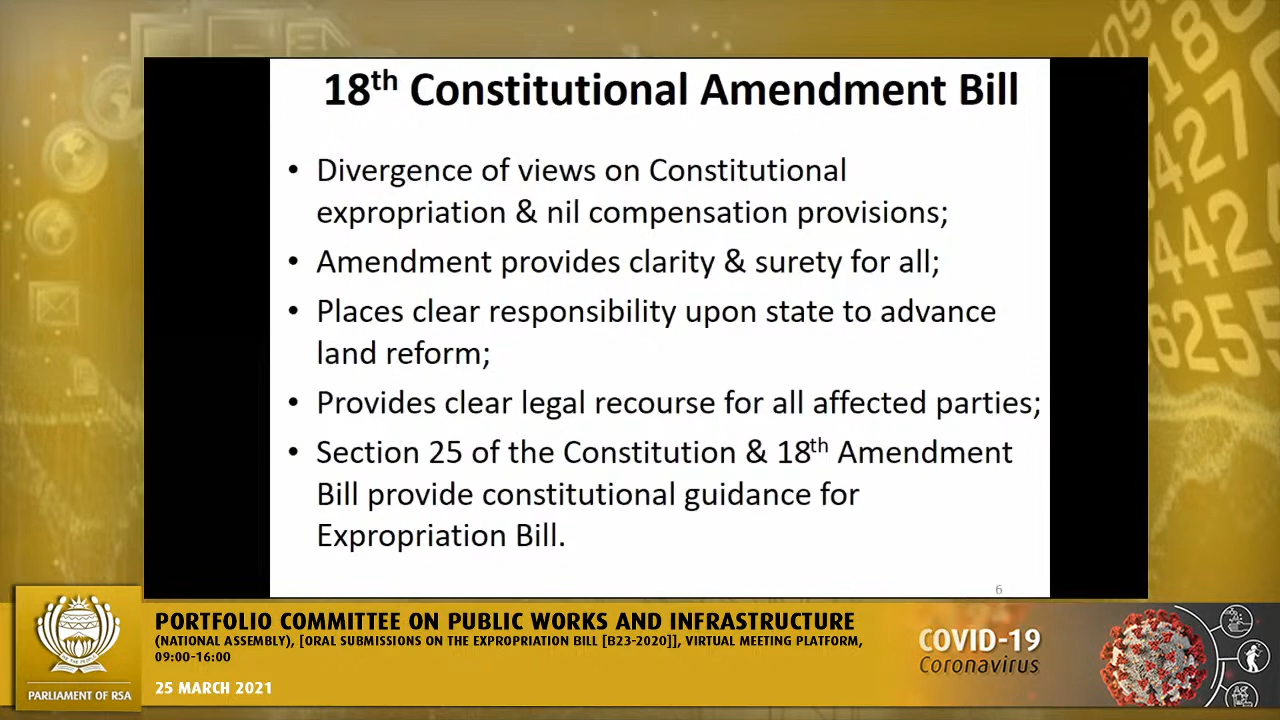 18th Constitutional Amendment Bill
• Divergence of views on Constitutional
expropriation & nil compensation provisions;
• Amendment provides clarity & surety for all;
• Places clear responsibility upon state to advance
land reform;
• Provides clear legal recourse for all affected parties;
• Section 25 of the Constitution & 18th Amendment
Bill provide constitutional guidance for
Expropriation Bill.
6
PARLIAMENT OF RSA
PORTFOLIO COMMITTEE ON PUBLIC WORKS AND INFRASTRUCTURE
(NATIONAL ASSEMBLY), [ORAL SUBMISSIONS ON THE EXPROPRIATION BILL [B23-2020]], VIRTUAL MEETING PLATFORM,
09:00-16:00
25 MARCH 2021
COVID-19
Coronavirus